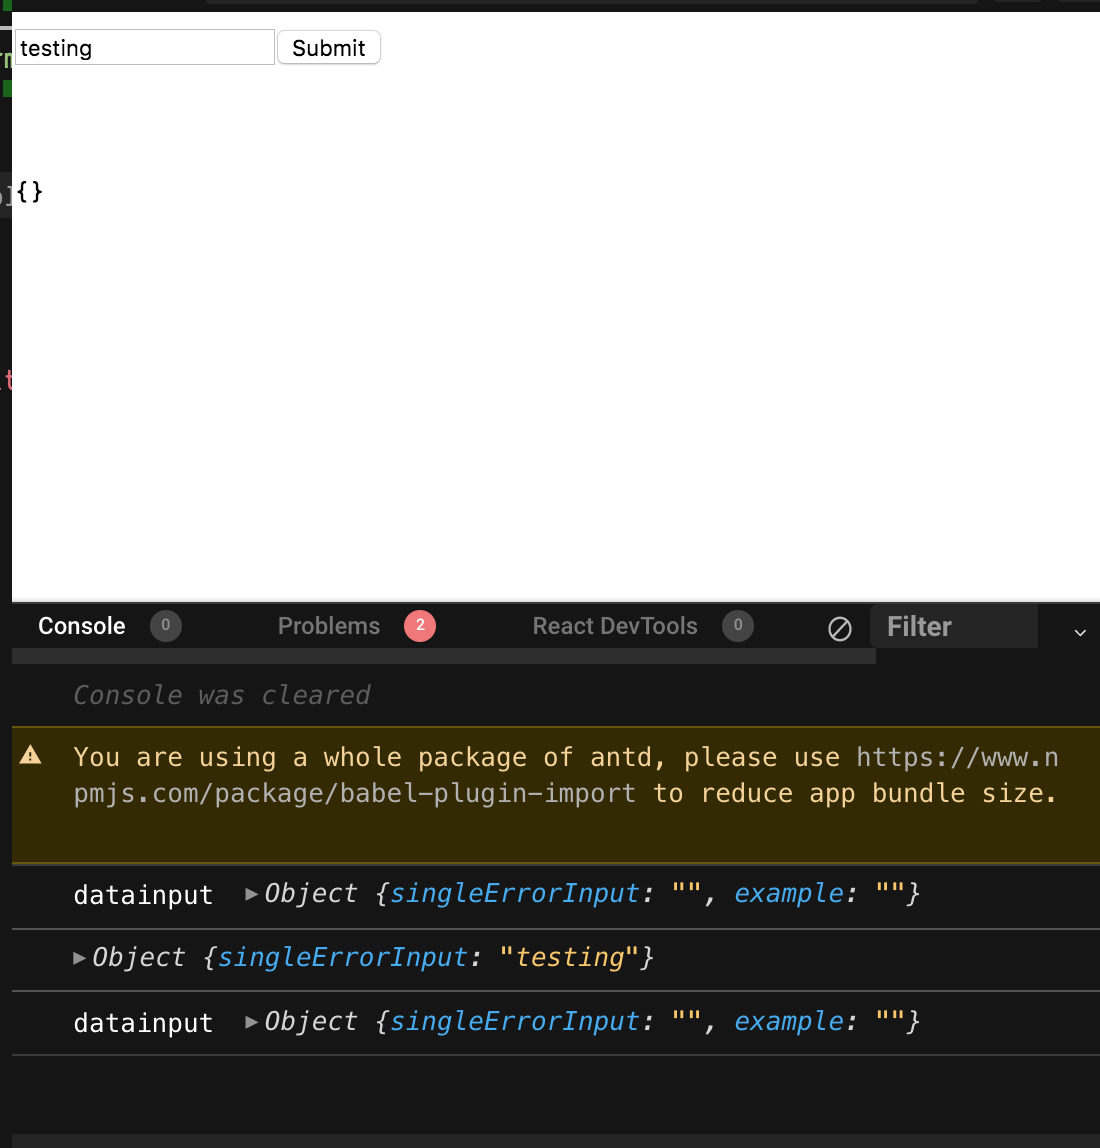 testing Submit
{}
Console 0 Problems 2 React DevTools 0 Filter
Console was cleared
You are using a whole package of antd, please use https://www.n
pmjs.com/package/babel-plugin-import to reduce app bundle size.
datainput ▶Object {singleErrorInput: "", example: ""}
▶Object {singleErrorInput: "testing"}
datainput ▶Object {singleErrorInput: "", example: ""}